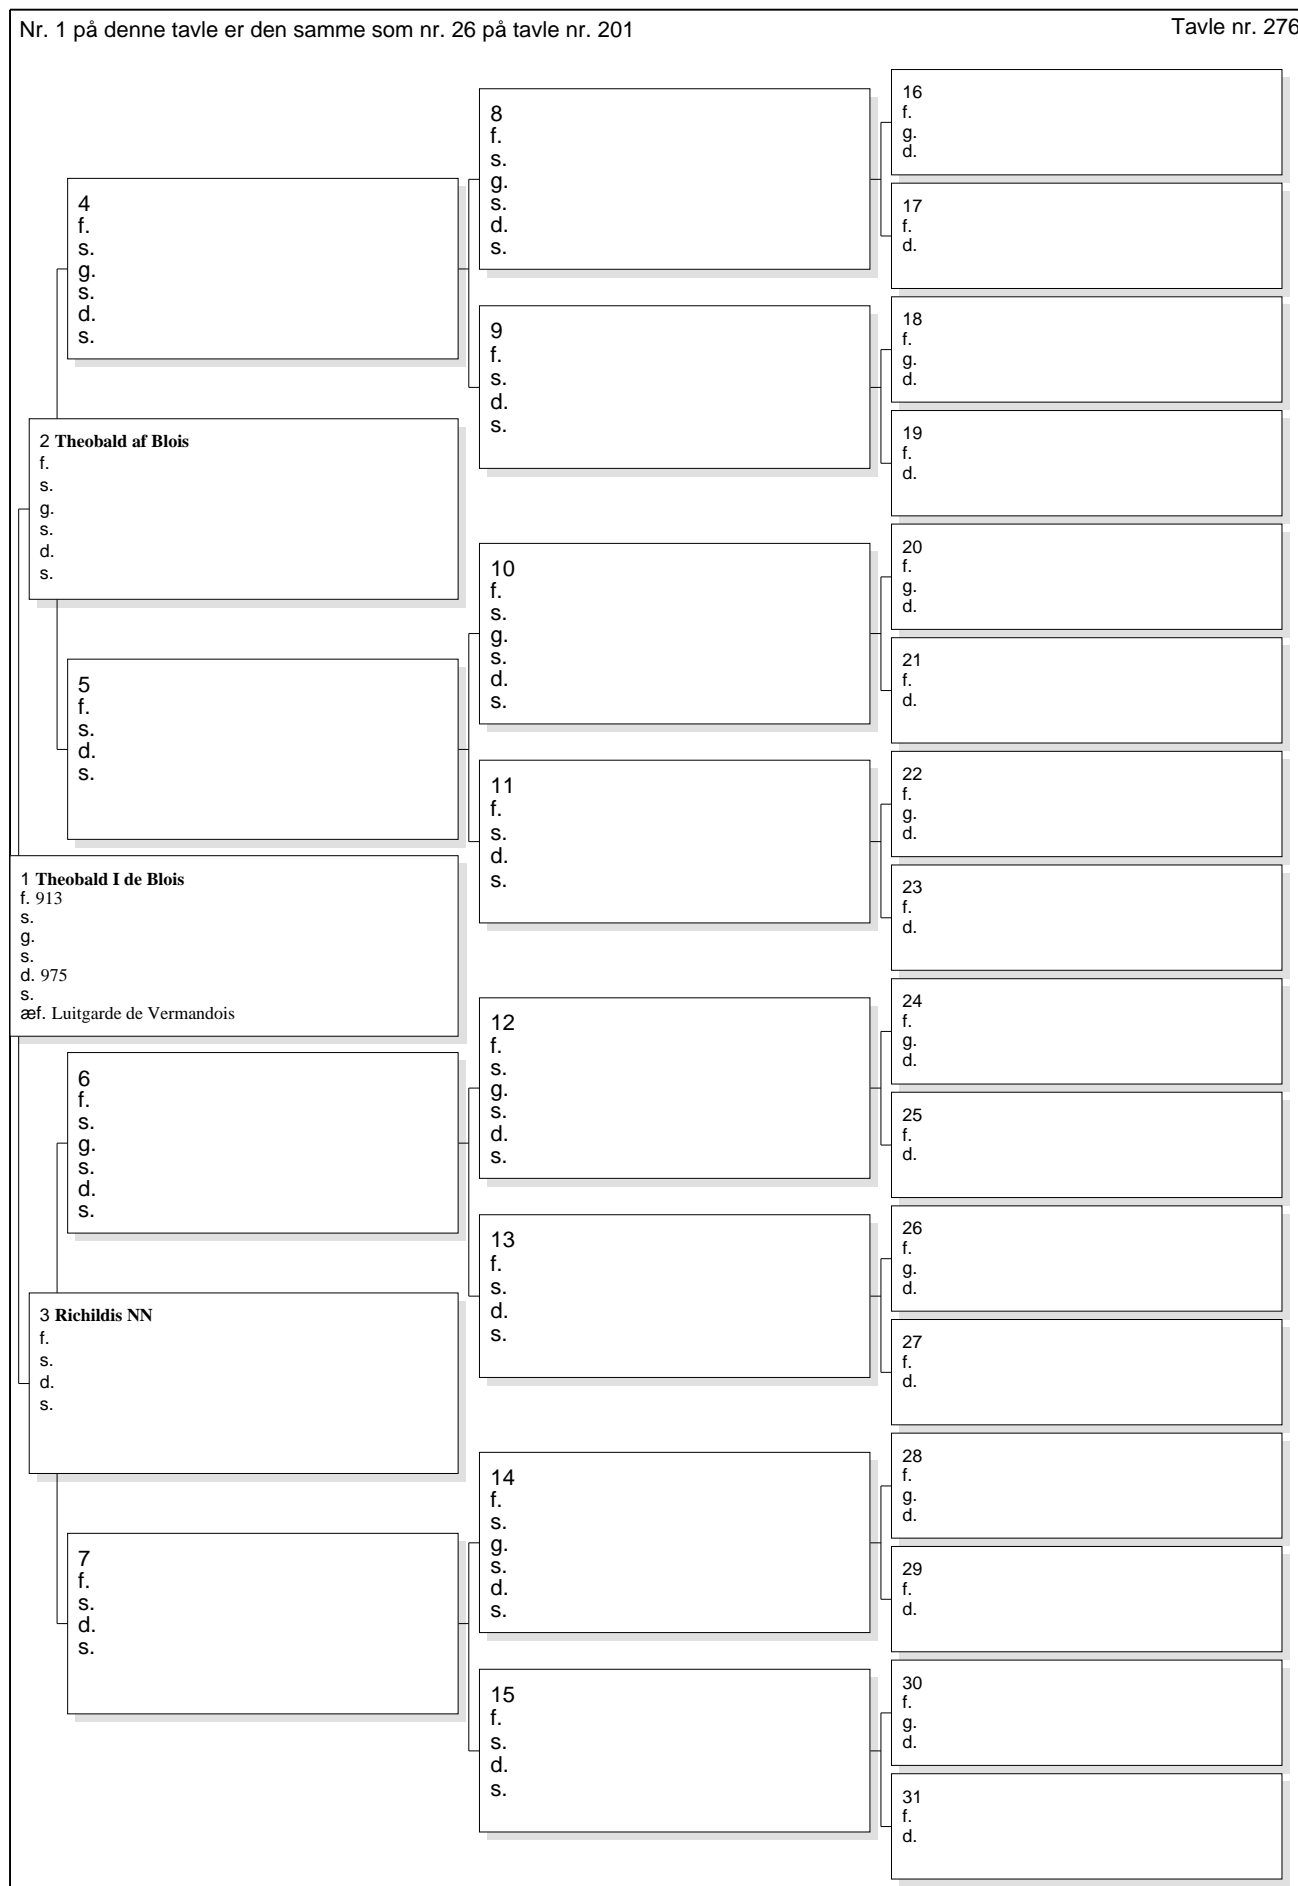 Nr. 1 på denne tavle er den samme som nr. 26 på tavle nr. 201
Tavle nr. 276
1 Theobald I de Blois
f. 913
s.
g.
s.
d. 975
s.
æf. Luitgarde de Vermandois
2 Theobald af Blois
f.
s.
g.
s.
d.
s.
3 Richildis NN
f.
s.
d.
s.
4
f.
s.
g.
s.
d.
s.
5
f.
s.
d.
s.
6
f.
s.
g.
s.
d.
s.
7
f.
s.
d.
s.
8
f.
s.
g.
s.
d.
s.
9
f.
s.
d.
s.
10
f.
s.
g.
s.
d.
s.
11
f.
s.
d.
s.
12
f.
s.
g.
s.
d.
s.
13
f.
s.
d.
s.
14
f.
s.
g.
s.
d.
s.
15
f.
s.
d.
s.
16
f.
g.
d.
17
f.
d.
18
f.
g.
d.
19
f.
d.
20
f.
g.
d.
21
f.
d.
22
f.
g.
d.
23
f.
d.
24
f.
g.
d.
25
f.
d.
26
f.
g.
d.
27
f.
d.
28
f.
g.
d.
29
f.
d.
30
f.
g.
d.
31
f.
d.